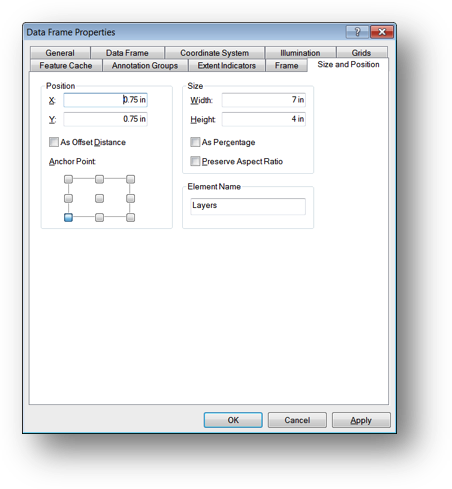 Data Frame Properties
General Data Frame Coordinate System Illumination Grids
Feature Cache Annotation Groups Extent Indicators Frame Size and Position
Position
X: 0.75 in
Y: 0.75 in
As Offset Distance
Anchor Point:
Size
Width: 7 in
Height: 4 in
As Percentage
Preserve Aspect Ratio
Element Name
Layers
OK Cancel Apply